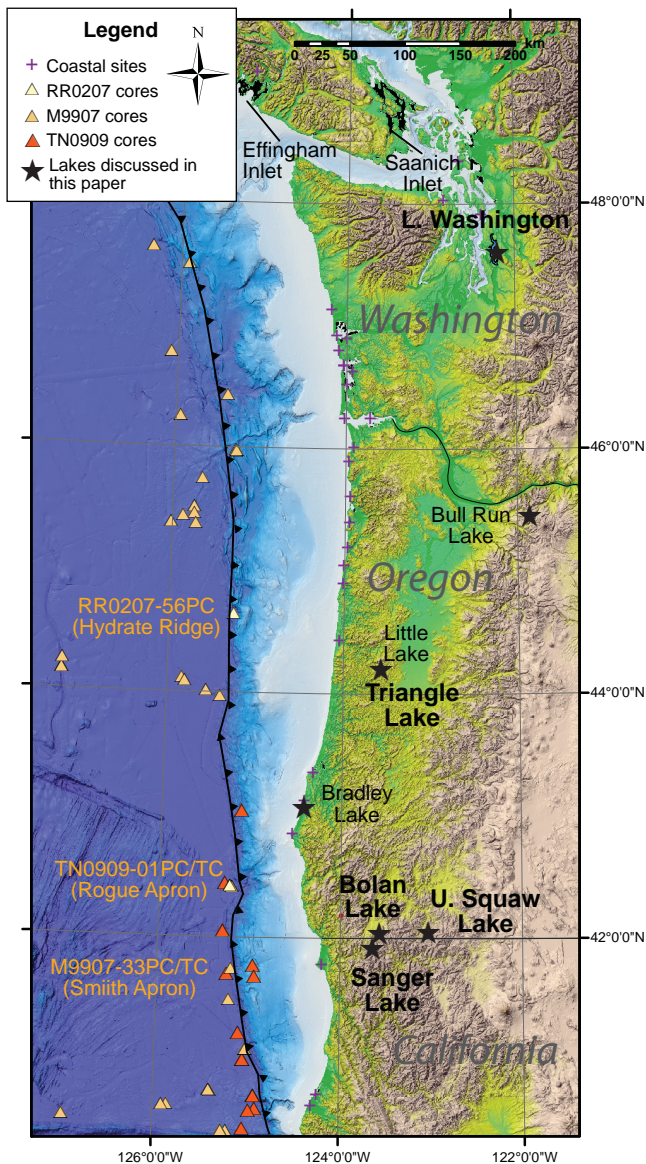 Legend
N
Coastal sites
RR0207 cores
M9907 cores
TN0909 cores
Lakes discussed in
this paper
km
0 25 50 100 150 200
Effingham
Inlet
Saanich
Inlet
48°0'0"N
L. Washington
Washington
46°0'0"N
Bull Run
Lake
Oregon
RR0207-56PC
(Hydrate Ridge)
Little
Lake
Triangle
Lake
44°0'0"N
Bradley
Lake
TN0909-01PC/TC
(Rogue Apron)
Bolan
Lake
U. Squaw
Lake
42°0'0"N
M9907-33PC/TC
(Smiith Apron)
Sanger
Lake
California
126°0'0"W
124°0'0"W
122°0'0"W